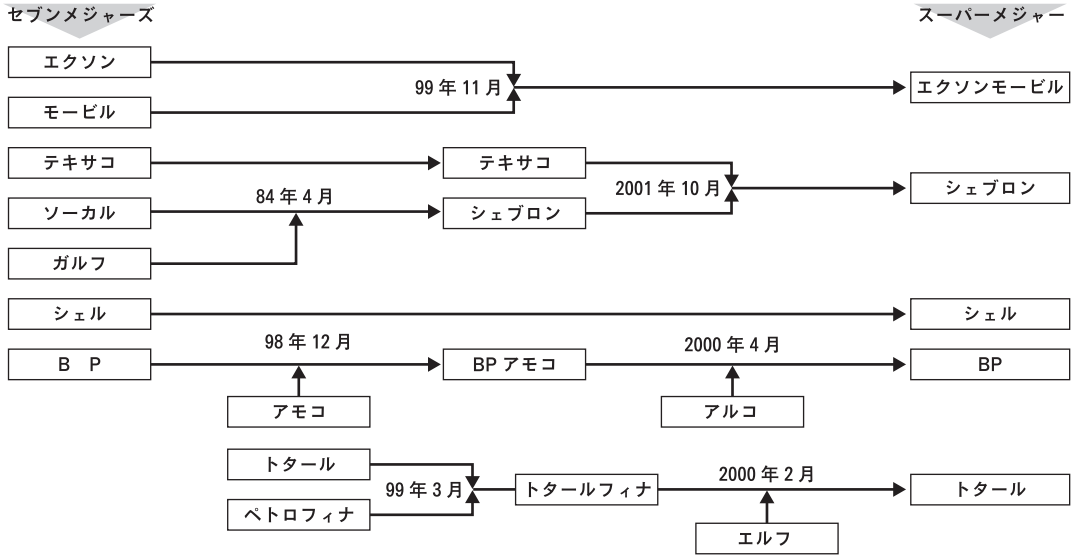 セブンメジャーズ
スーパーメジャー
エクソン
99年11月
エクソンモービル
モービル
テキサコ
テキサコ
2001年10月
シェブロン
84年4月
ソーカル
シェブロン
ガルフ
シェル
シェル
98年12月
2000年4月
B P
BPアモコ
BP
アモコ
アルコ
トタール
99年3月
トタールフィナ
2000年2月
トタール
ペトロフィナ
エルフ